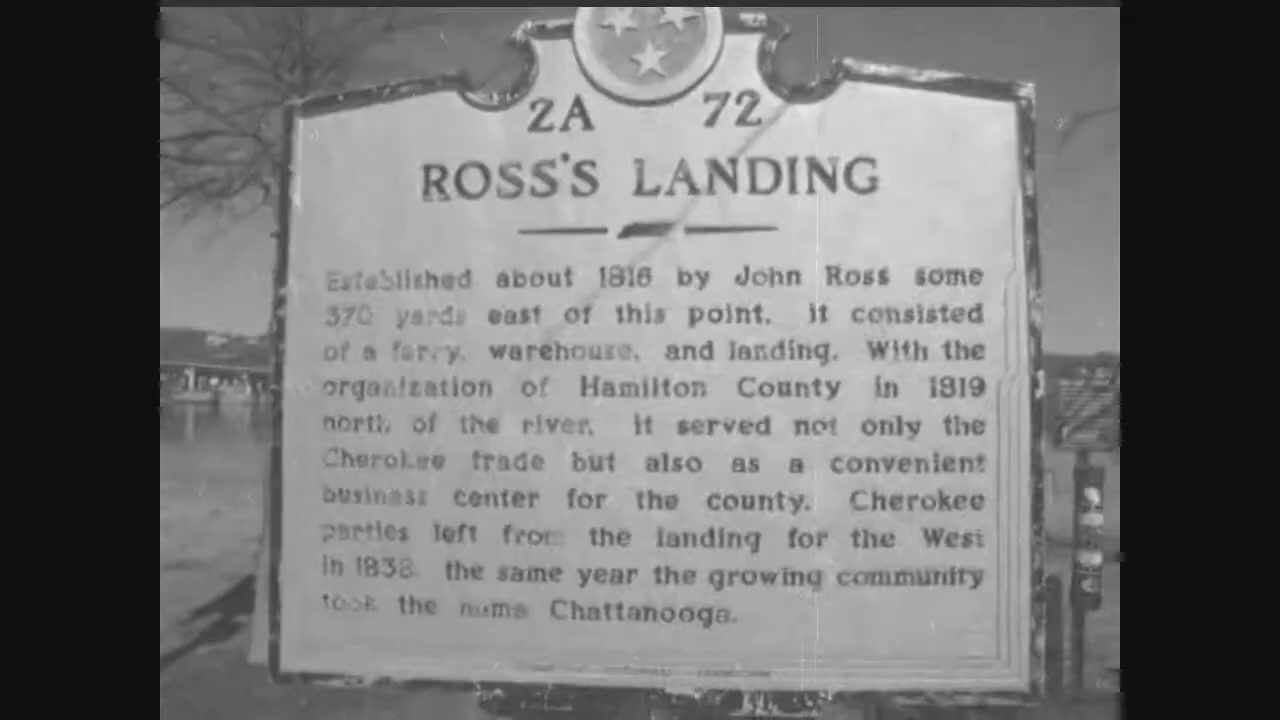 2A 72
ROSS'S LANDING
Established about 1816 by John Ross some
370 yards east of this point. it consisted
of a ferry, warehouse, and landing. With the
organization of Hamilton County in 1819
north of the river, it served not only the
Cherokee trade but also as a convenient
business center for the county. Cherokee
parties left from the landing for the West
in 1838. the same year the growing community
took the name Chattanooga.